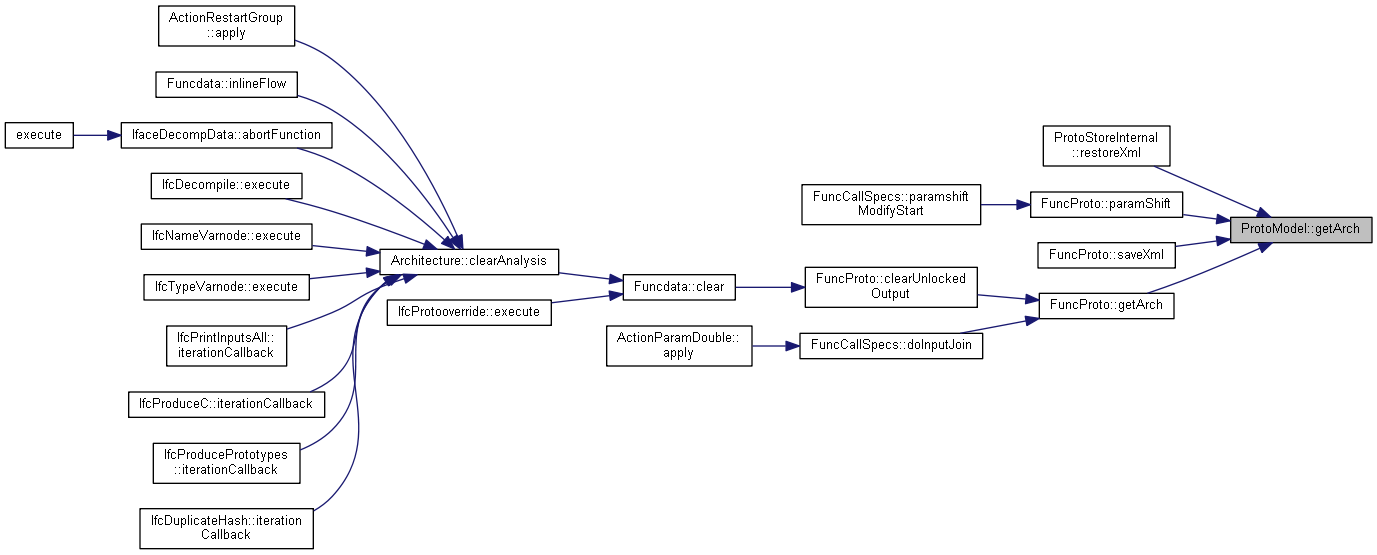 ActionRestartGroup
::apply
Funcdata::inlineFlow
execute
IfaceDecompData::abortFunction
IfcDecompile::execute
IfcNameVarnode::execute
IfcTypeVarnode::execute
IfcPrintInputsAll::
iterationCallback
IfcProduceC::iterationCallback
IfcProducePrototypes
::iterationCallback
IfcDuplicateHash::iteration
Callback
Architecture::clearAnalysis
IfcProtooverride::execute
Funcdata::clear
ActionParamDouble::
apply
FuncCallSpecs::paramshift
ModifyStart
FuncProto::clearUnlocked
Output
FuncCallSpecs::doInputJoin
ProtoStoreInternal
::restoreXml
FuncProto::paramShift
FuncProto::saveXml
FuncProto::getArch
ProtoModel::getArch